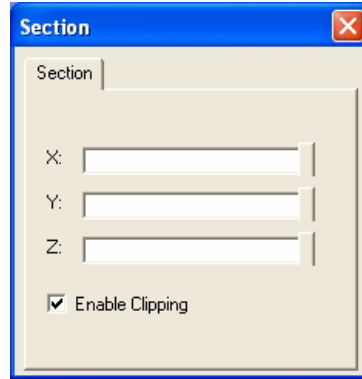 Section
Section
X:
Y:
Z:
Enable Clipping